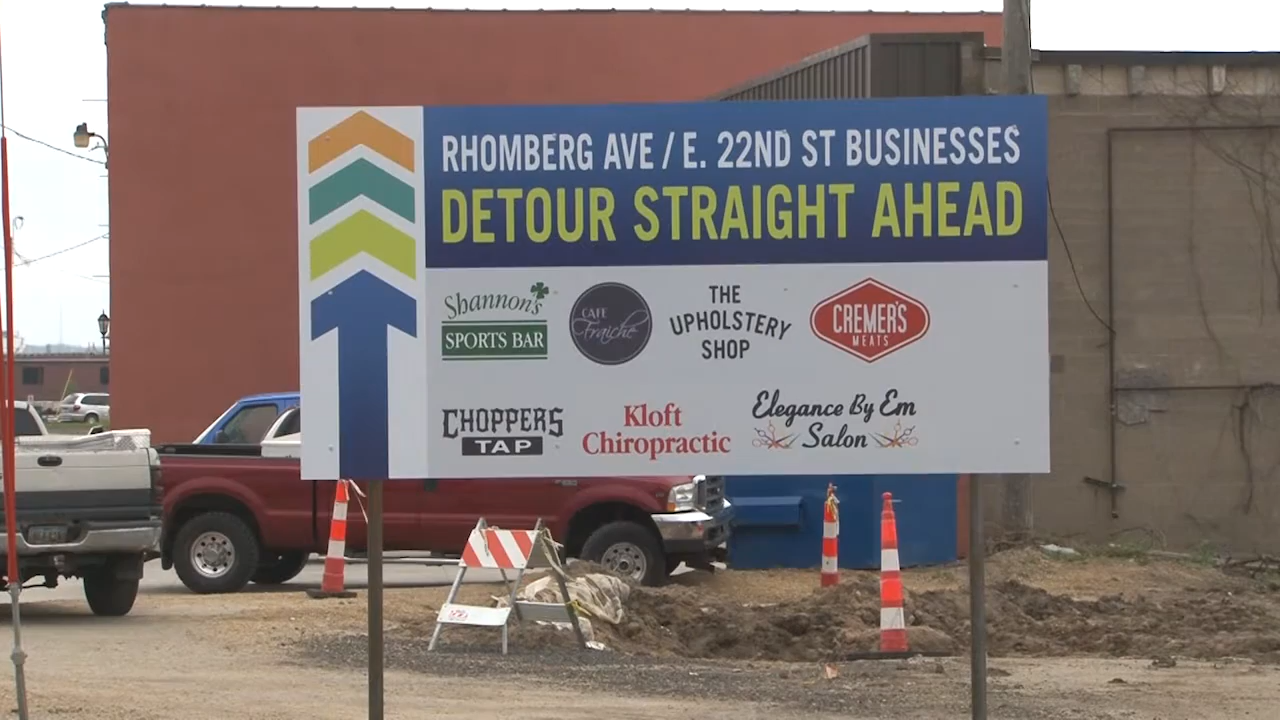 RHOMBERG AVE / E. 22ND ST BUSINESSES
DETOUR STRAIGHT AHEAD
Shannon's
SPORTS BAR
CAFE
Fraiché
THE
UPHOLSTERY
SHOP
CREMER'S
MEATS
CHOPPERS
TAP
Kloft
Chiropractic
Elegance By Em
Salon